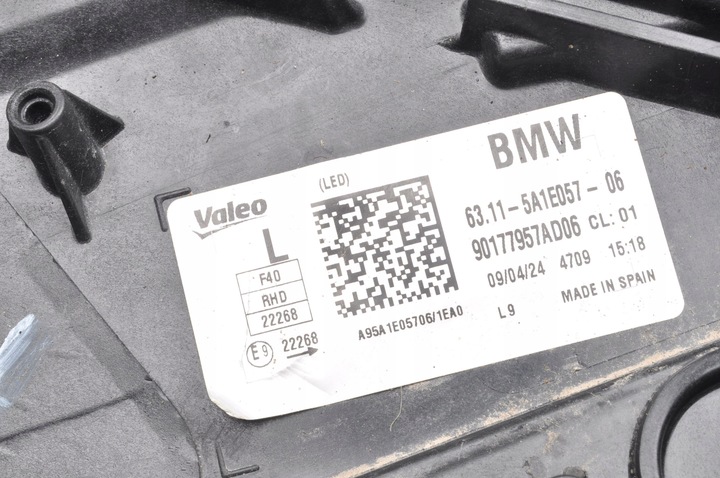 BMW
Valeo
(LED)
L
F40
RHD
22268
E9 22268
A95A1E05706/1EA0
63.11-5A1E057-06
90177957AD06 CL: 01
09/04/24 4709 15:18
L9 MADE IN SPAIN